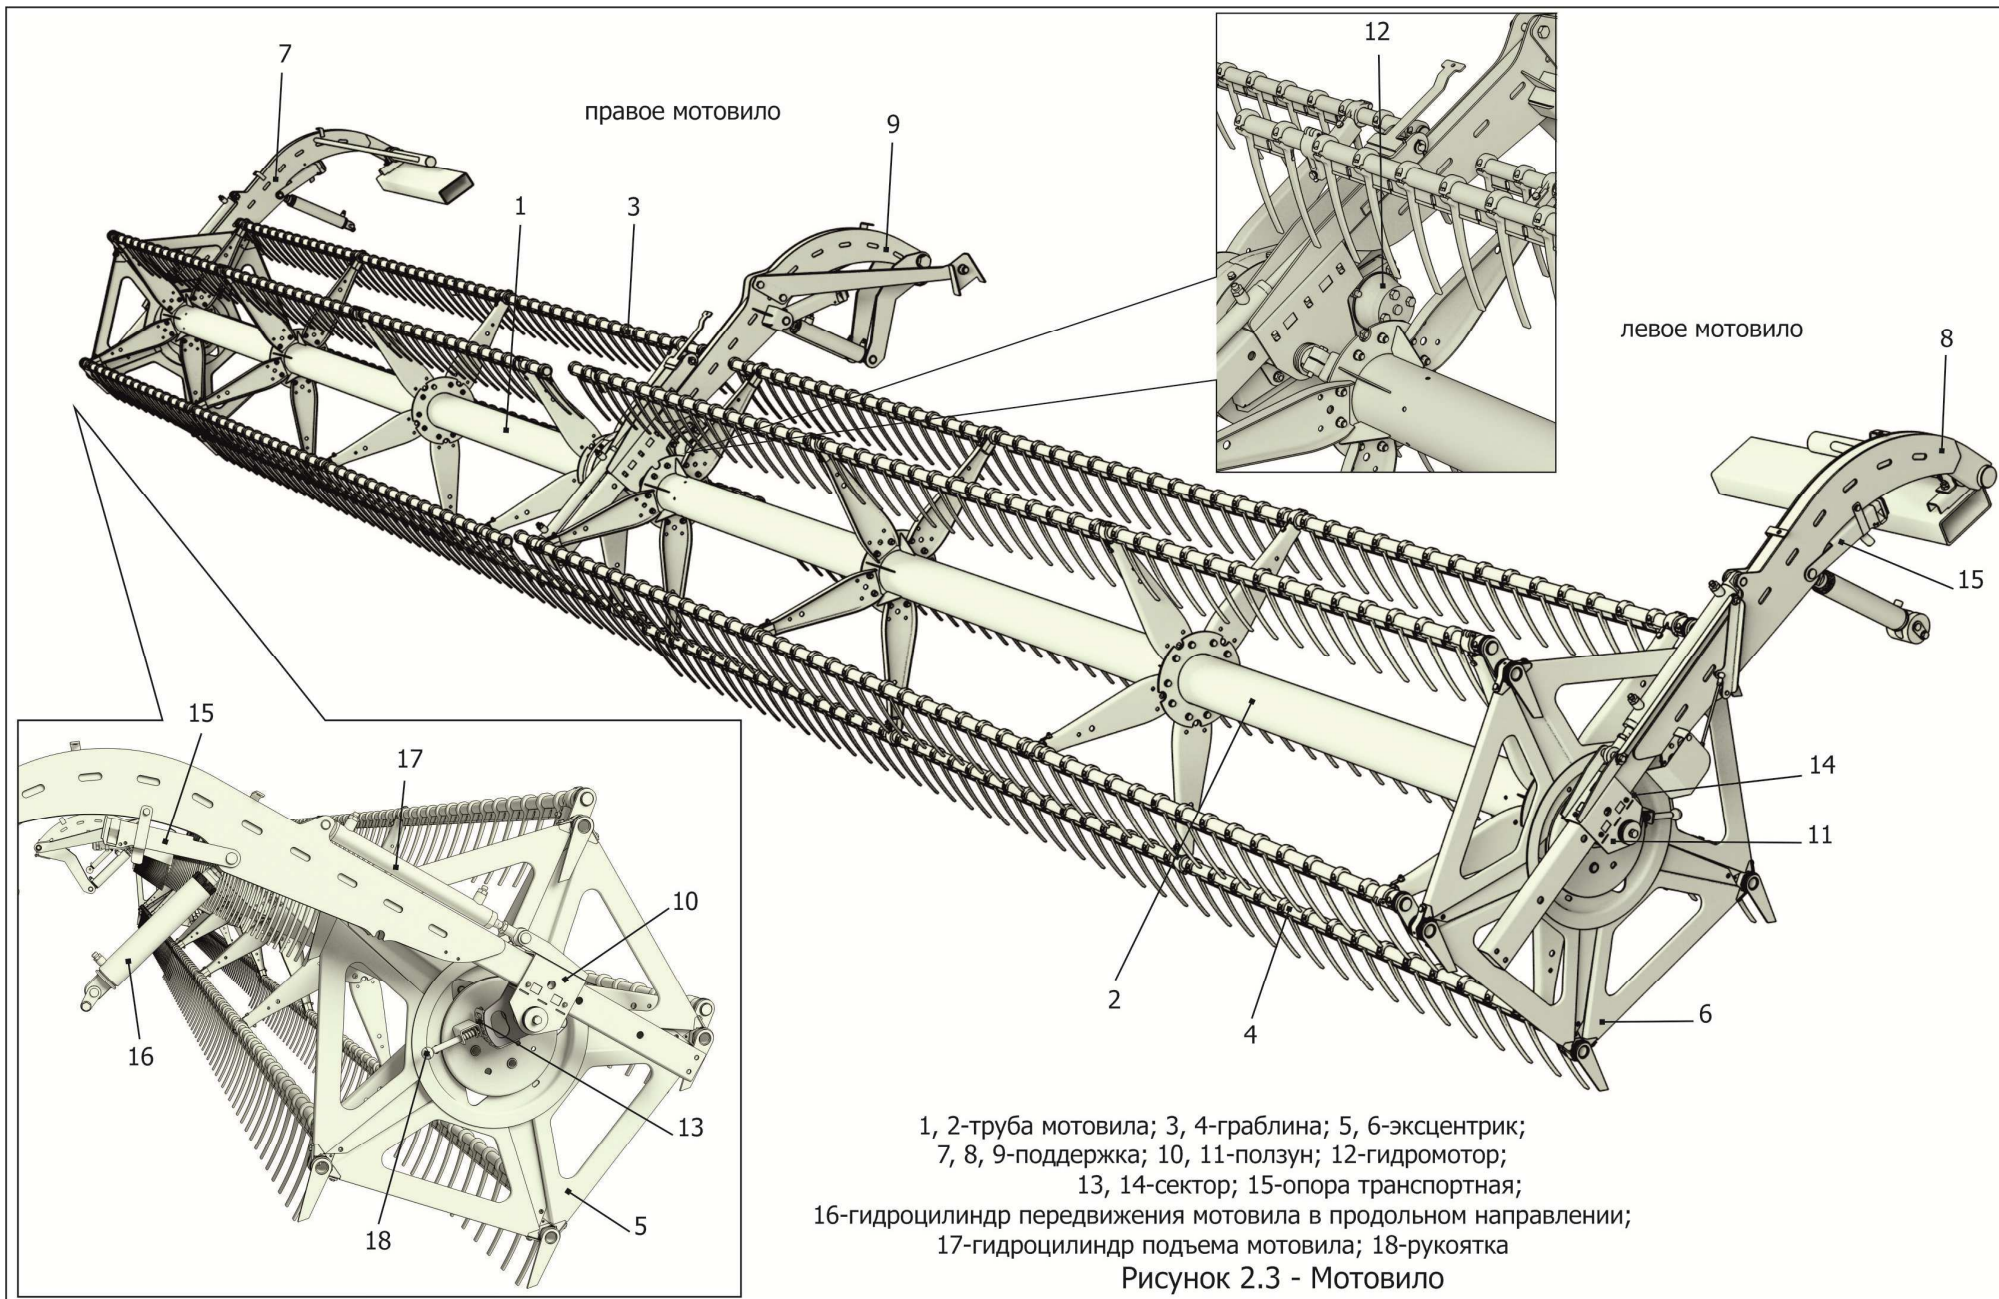 7
12
правое мотовило
9
1
3
левое мотовило
8
15
15
17
14
10
11
2
6
16
4
13
1, 2-труба мотовила; 3, 4-граблина; 5, 6-эксцентрик;
7, 8, 9-поддержка; 10, 11-ползун; 12-гидромотор;
13, 14-сектор; 15-опора транспортная;
5
16-гидроцилиндр передвижения мотовила в продольном направлении;
18
17-гидроцилиндр подъема мотовила; 18-рукоятка
Рисунок 2.3 - Мотовило